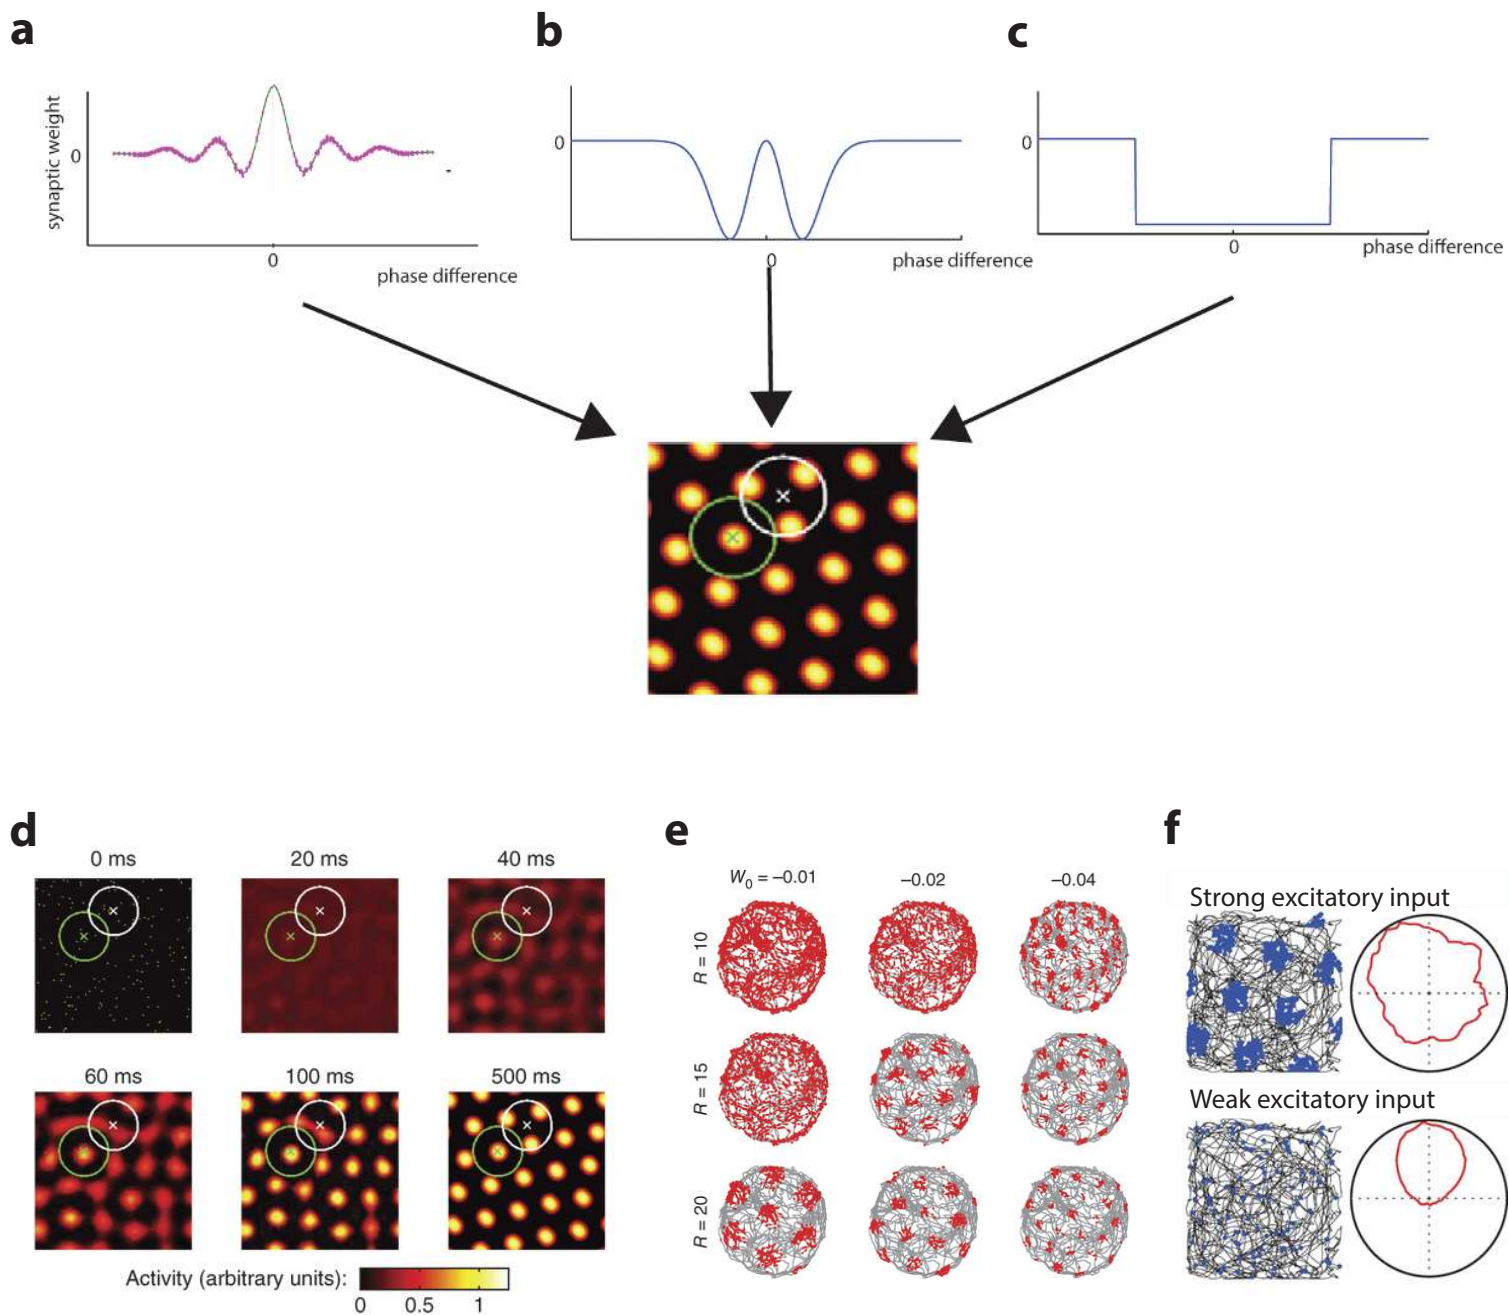 a
b
c
synaptic weight
0
0
phase difference
0
0
phase difference
0
0
phase difference
d
0 ms
20 ms
40 ms
60 ms
100 ms
500 ms
Activity (arbitrary units):
0
0.5
1
e
W0 = –0.01
–0.02
–0.04
R = 10
R = 15
R = 20
f
Strong excitatory input
Weak excitatory input